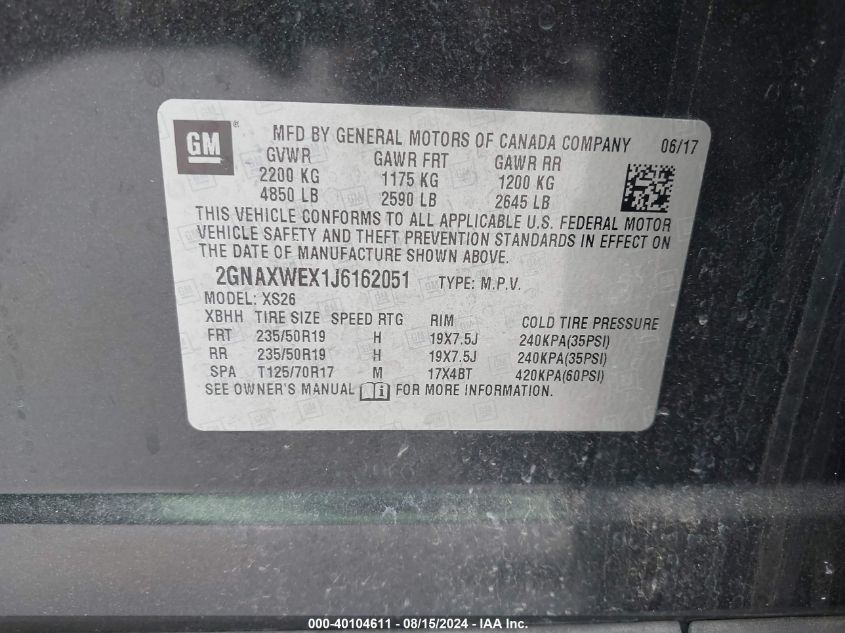 GM ® MFD BY GENERAL MOTORS OF CANADA COMPANY 06/17
GVWR GAWR FRT GAWR RR
2200 KG 1175 KG 1200 KG
4850 LB 2590 LB 2645 LB
THIS VEHICLE CONFORMS TO ALL APPLICABLE U.S. FEDERAL MOTOR
VEHICLE SAFETY AND THEFT PREVENTION STANDARDS IN EFFECT ON
THE DATE OF MANUFACTURE SHOWN ABOVE.
2GNAXWEX1J6162051 TYPE: M.P.V.
MODEL: XS26
XBHH TIRE SIZE SPEED RTG RIM COLD TIRE PRESSURE
FRT 235/50R19 H 19X7.5J 240KPA(35PSI)
RR 235/50R19 H 19X7.5J 240KPA(35PSI)
SPA T125/70R17 M 17X4BT 420KPA(60PSI)
SEE OWNER'S MANUAL FOR MORE INFORMATION.
000-40104611 - 08/15/2024 - IAA Inc.